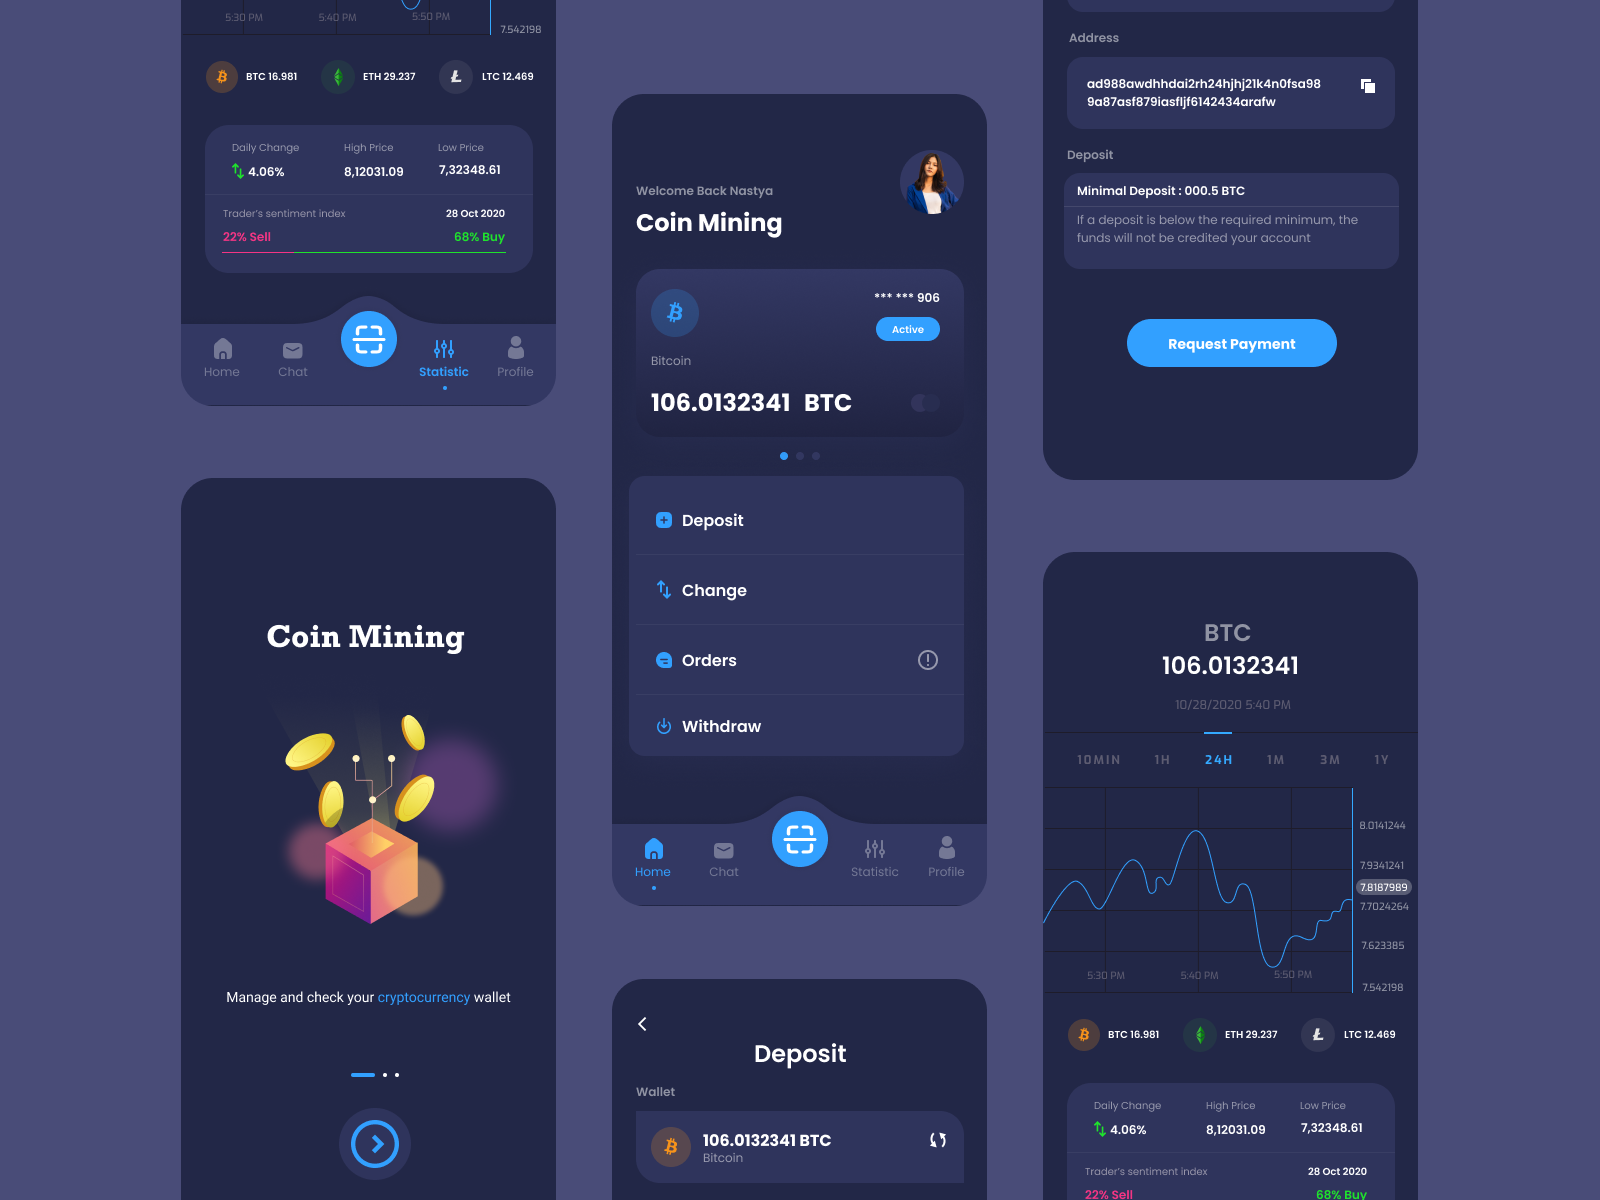 5:30 PM
5:40 PM
5:50 PM
7.542198
BTC 16.981
ETH 29.237
LTC 12.469
Daily Change
High Price
Low Price
4.06%
8,12031.09
7,32348.61
Trader's sentiment index
28 Oct 2020
22% Sell
68% Buy
Home
Chat
Statistic
Profile
Coin Mining
Manage and check your cryptocurrency wallet
Welcome Back Nastya
Coin Mining
*** *** 906
Active
Bitcoin
106.0132341 BTC
Deposit
Change
Orders
Withdraw
Home
Chat
Statistic
Profile
Deposit
Wallet
106.0132341 BTC
Bitcoin
Address
ad988awdhhdai2rh24hjhj21k4n0fsa98
9a87asf879iasfljf6142434arafw
Deposit
Minimal Deposit : 000.5 BTC
If a deposit is below the required minimum, the
funds will not be credited your account
Request Payment
BTC
106.0132341
10/28/2020 5:40 PM
10MIN
1H
24H
1M
3M
1Y
8.0141244
7.9341241
7.8187989
7.7024264
7.623385
7.542198
5:30 PM
5:40 PM
5:50 PM
BTC 16.981
ETH 29.237
LTC 12.469
Daily Change
High Price
Low Price
4.06%
8,12031.09
7,32348.61
Trader's sentiment index
28 Oct 2020
22% Sell
68% Buy